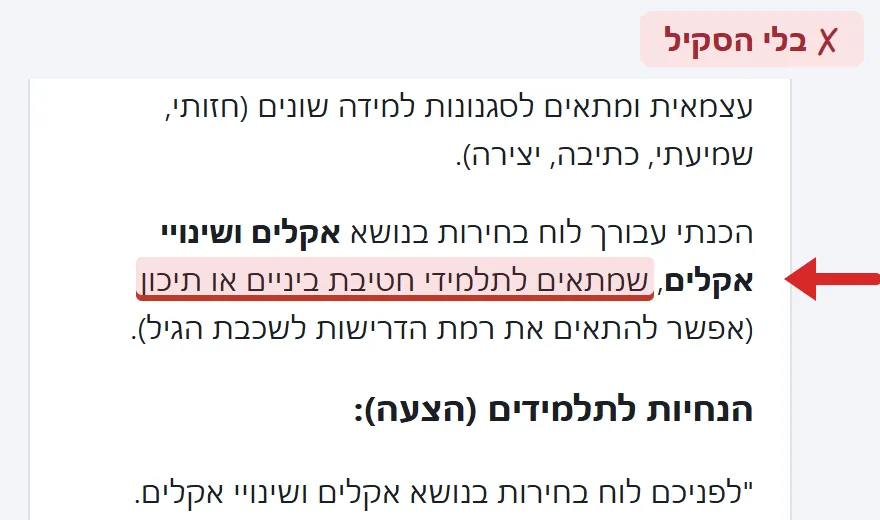 ✗ בלי הסקיל
עצמאית ומתאים לסגנונות למידה שונים (חזותי,
שמיעתי, כתיבה, יצירה).
הכנתי עבורך לוח בחירות בנושא אקלים ושינויי
אקלים, שמתאים לתלמידי חטיבת ביניים או תיכון
(אפשר להתאים את רמת הדרישות לשכבת הגיל).
הנחיות לתלמידים (הצעה):
"לפניכם לוח בחירות בנושא אקלים ושינויי אקלים.